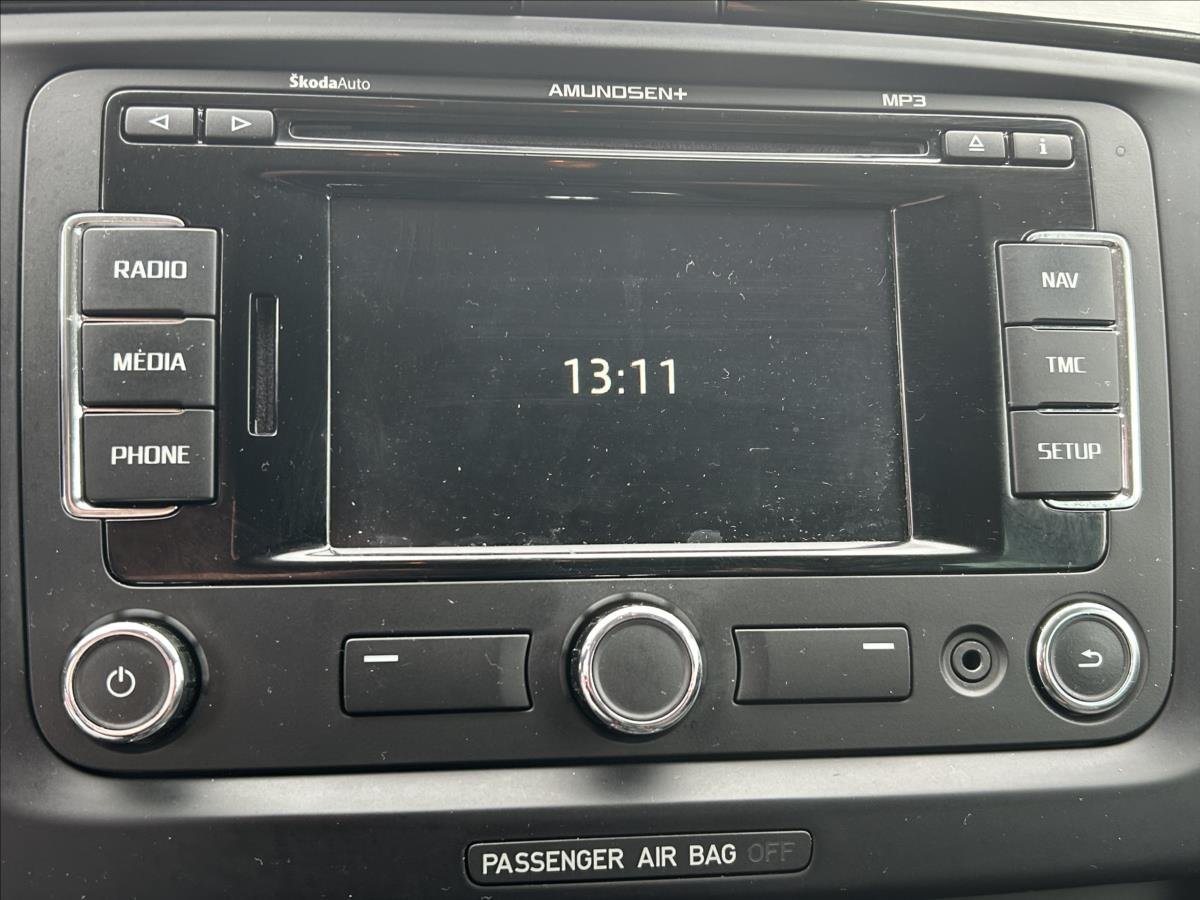 ŠkodaAuto
AMUNDSEN+
MP3
i
RADIO
MEDIA
PHONE
13:11
NAV
TMC
SETUP
PASSENGER AIR BAG OFF